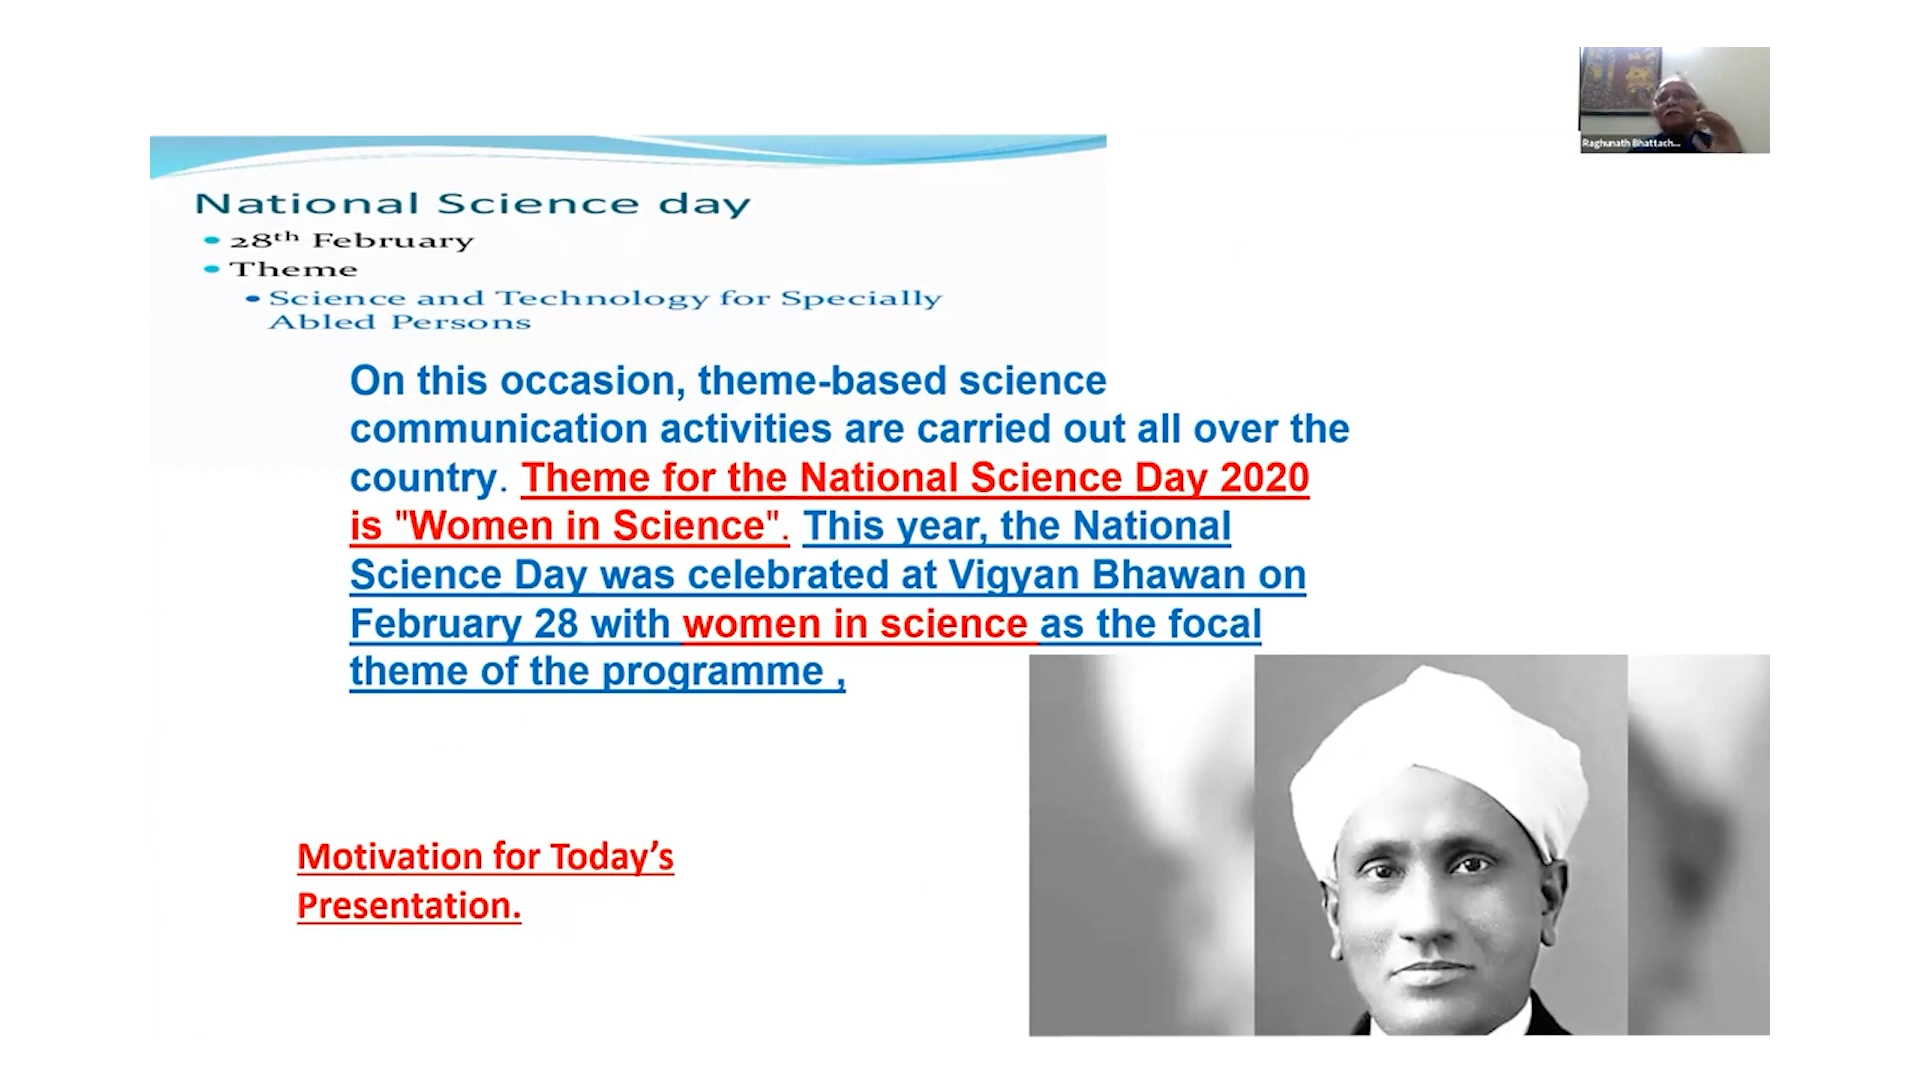 Raghunath Bhattach...
National Science day
• 28th February
• Theme
• Science and Technology for Specially
Abled Persons
On this occasion, theme-based science
communication activities are carried out all over the
country. Theme for the National Science Day 2020
is "Women in Science". This year, the National
Science Day was celebrated at Vigyan Bhawan on
February 28 with women in science as the focal
theme of the programme ,
Motivation for Today’s
Presentation.